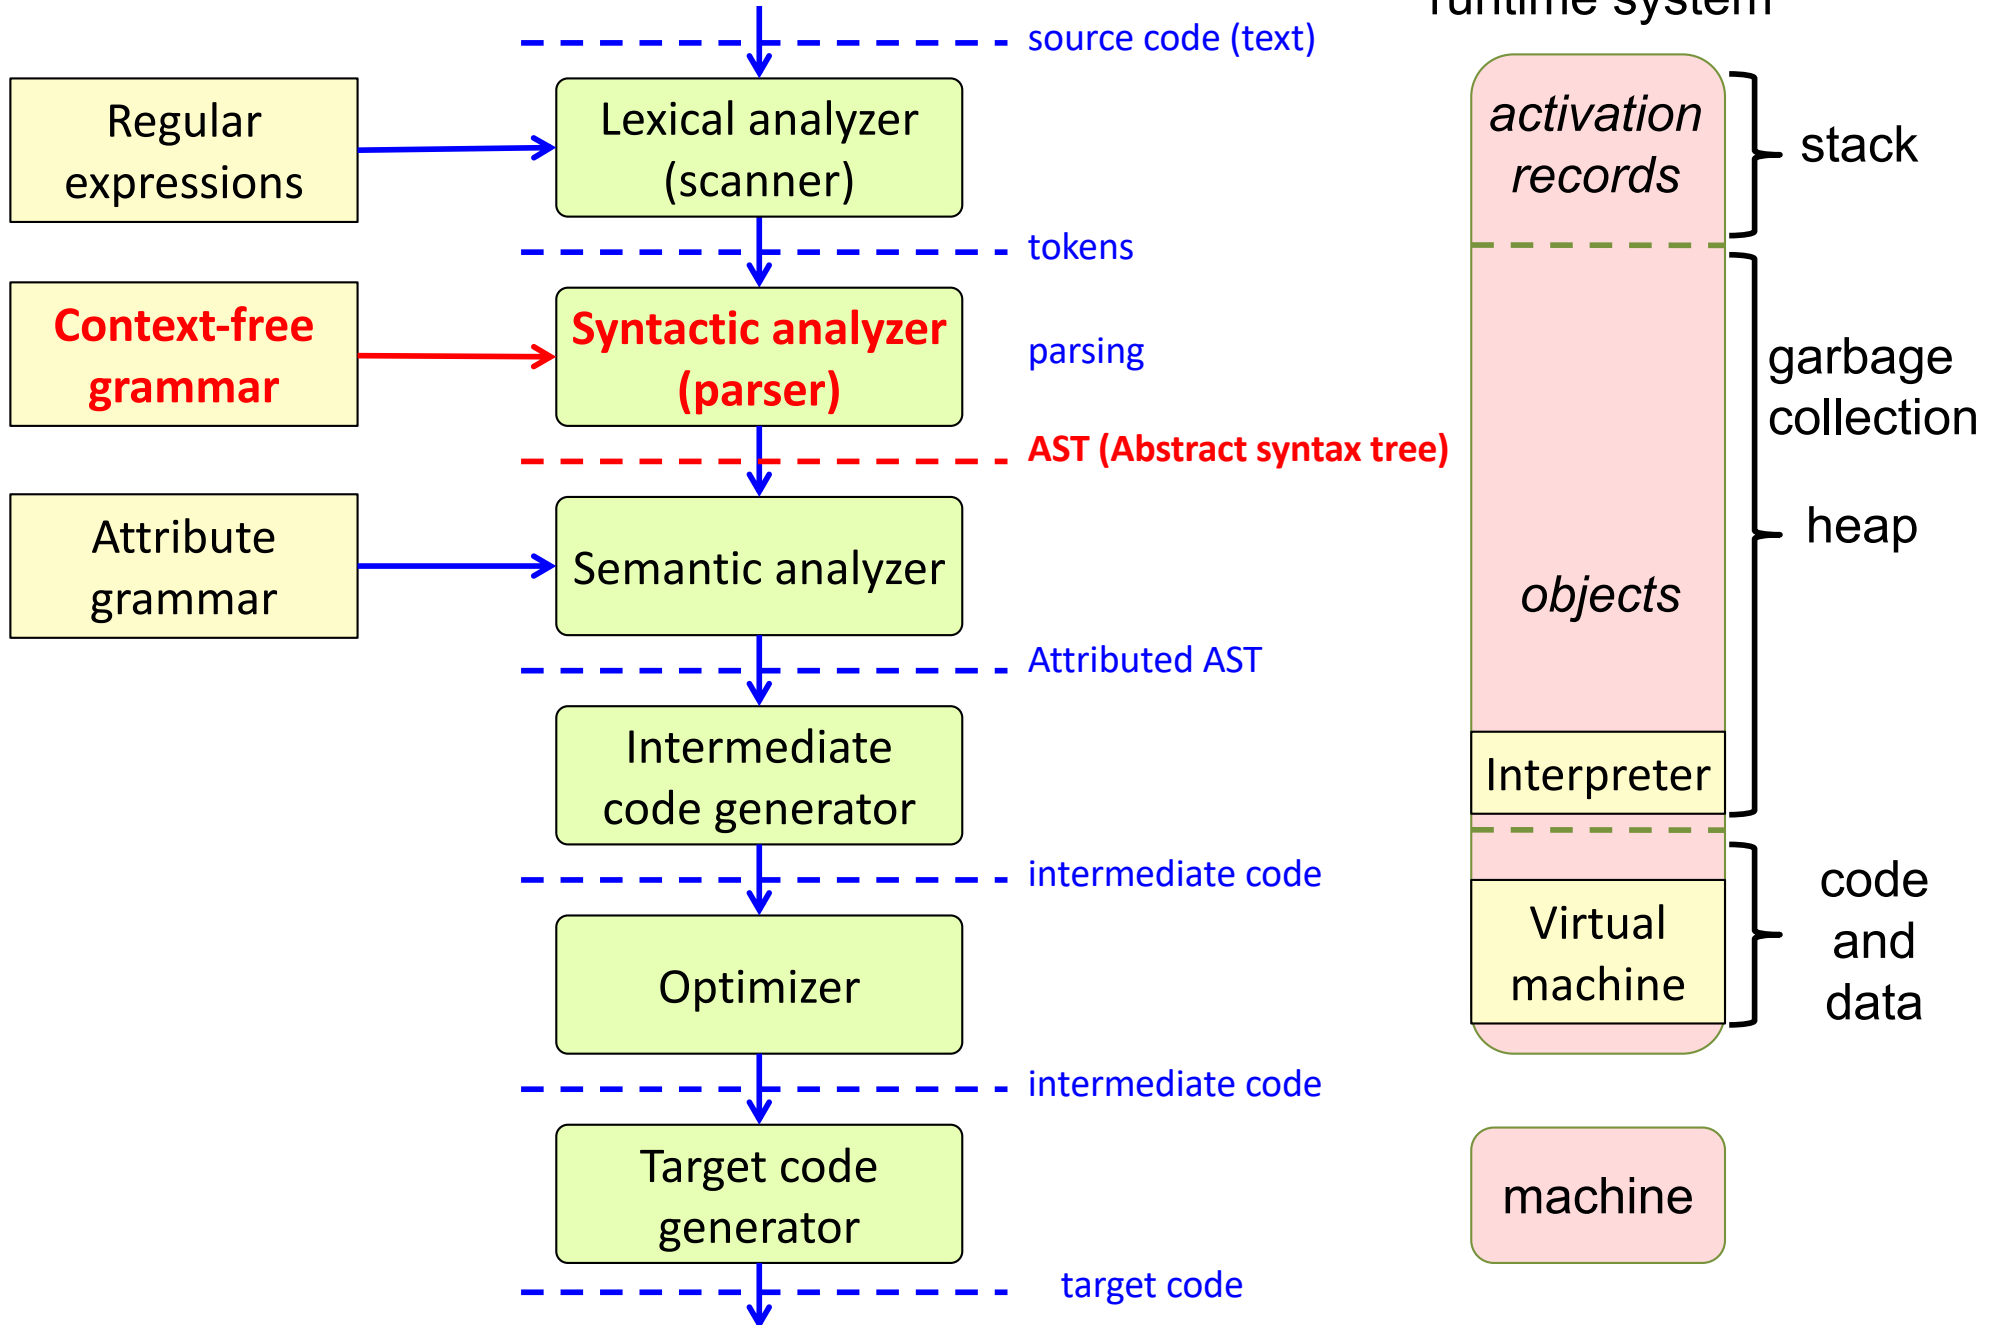 runtime system
source code (text)
Regular
expressions
Lexical analyzer
(scanner)
tokens
Context-free
grammar
Syntactic analyzer
(parser)
parsing
AST (Abstract syntax tree)
Attribute
grammar
Semantic analyzer
Attributed AST
Intermediate
code generator
intermediate code
Optimizer
intermediate code
Target code
generator
target code
activation
records
stack
garbage
collection
heap
objects
Interpreter
Virtual
machine
code
and
data
machine